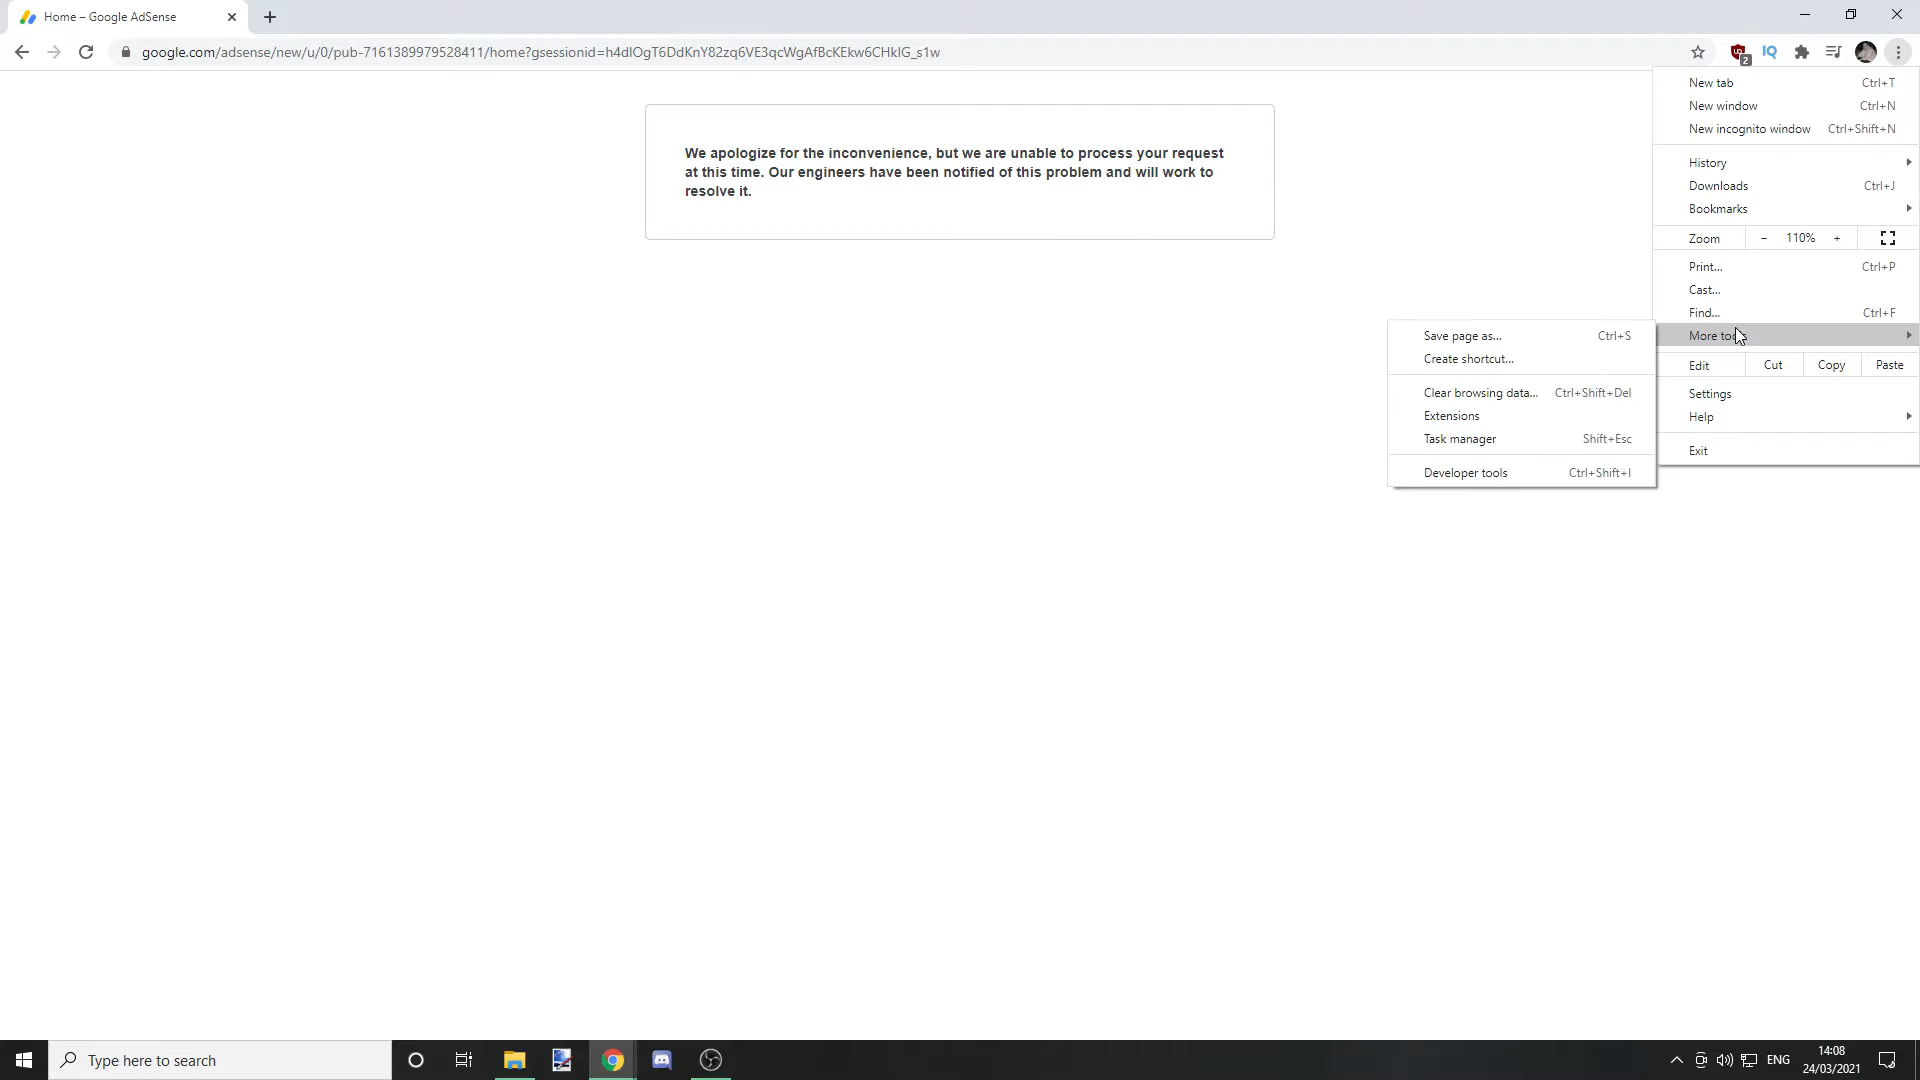 Home – Google AdSense
google.com/adsense/new/u/0/pub-7161389979528411/home?gsessionid=h4dlOgT6DdKnY82zq6VE3qcWgAfBcKEkw6CHkIG_s1w
2
IQ
We apologize for the inconvenience, but we are unable to process your request
at this time. Our engineers have been notified of this problem and will work to
resolve it.
New tab Ctrl+T
New window Ctrl+N
New incognito window Ctrl+Shift+N
History
Downloads Ctrl+J
Bookmarks
Zoom − 110% +
Print... Ctrl+P
Cast...
Find... Ctrl+F
More tools
Edit Cut Copy Paste
Settings
Help
Exit
Save page as... Ctrl+S
Create shortcut...
Clear browsing data... Ctrl+Shift+Del
Extensions
Task manager Shift+Esc
Developer tools Ctrl+Shift+I
Type here to search
ENG
14:08
24/03/2021